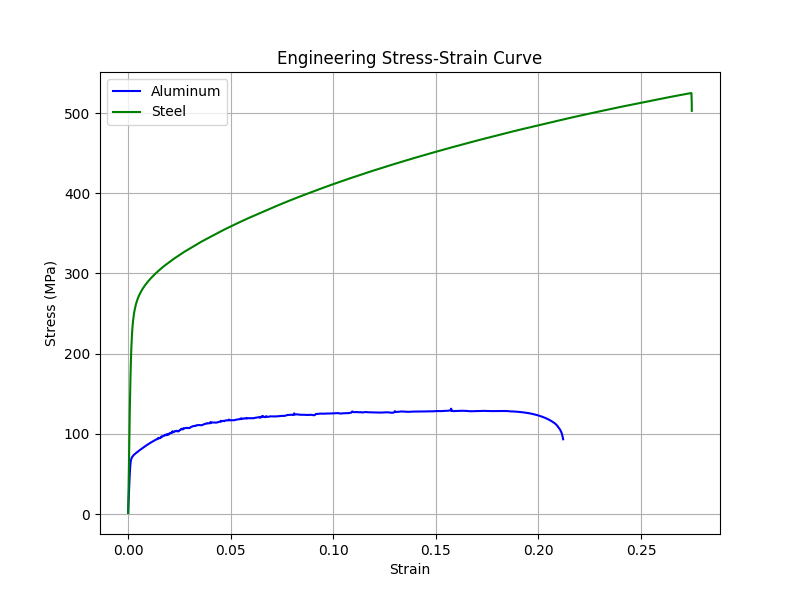 Engineering Stress-Strain Curve
Aluminum
Steel
Stress (MPa)
500
400
300
200
100
0
0.00 0.05 0.10 0.15 0.20 0.25
Strain